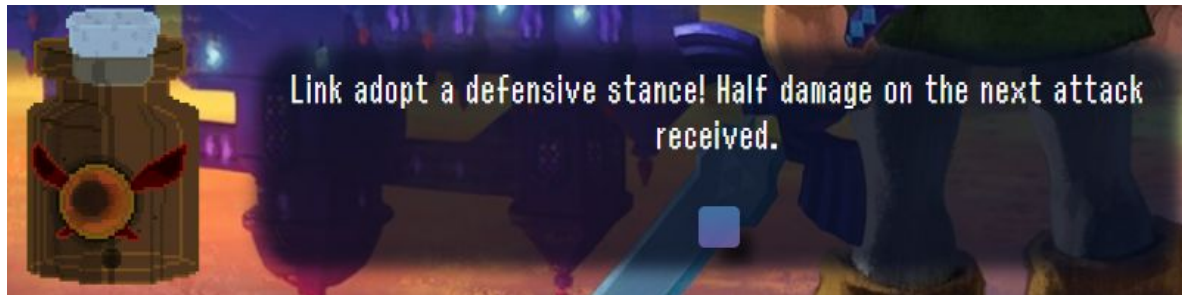 Link adopt a defensive stance! Half damage on the next attack
received.